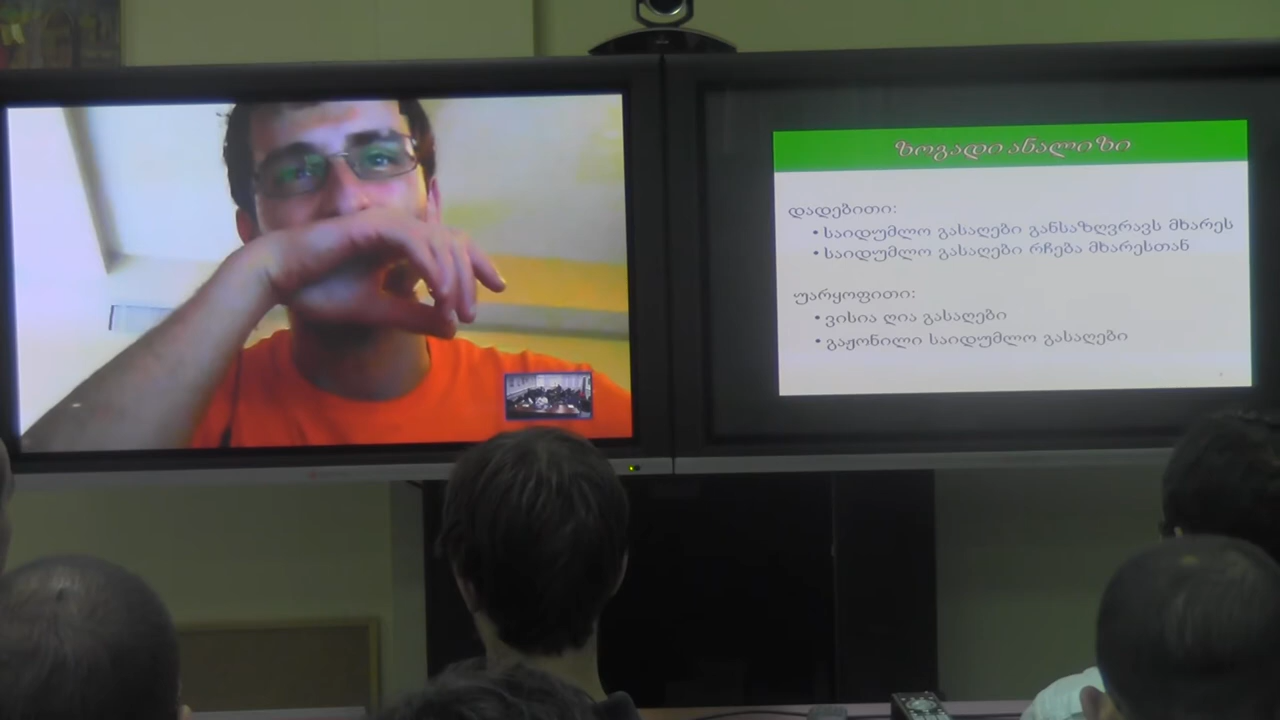 ზოგადი ანალიზი
დადებითი:
• საიდუმლო გასაღები განსაზღვრავს მხარეს
• საიდუმლო გასაღები რჩება მხარესთან
უარყოფითი:
• ვისია ღია გასაღები
• გაჟონილი საიდუმლო გასაღები